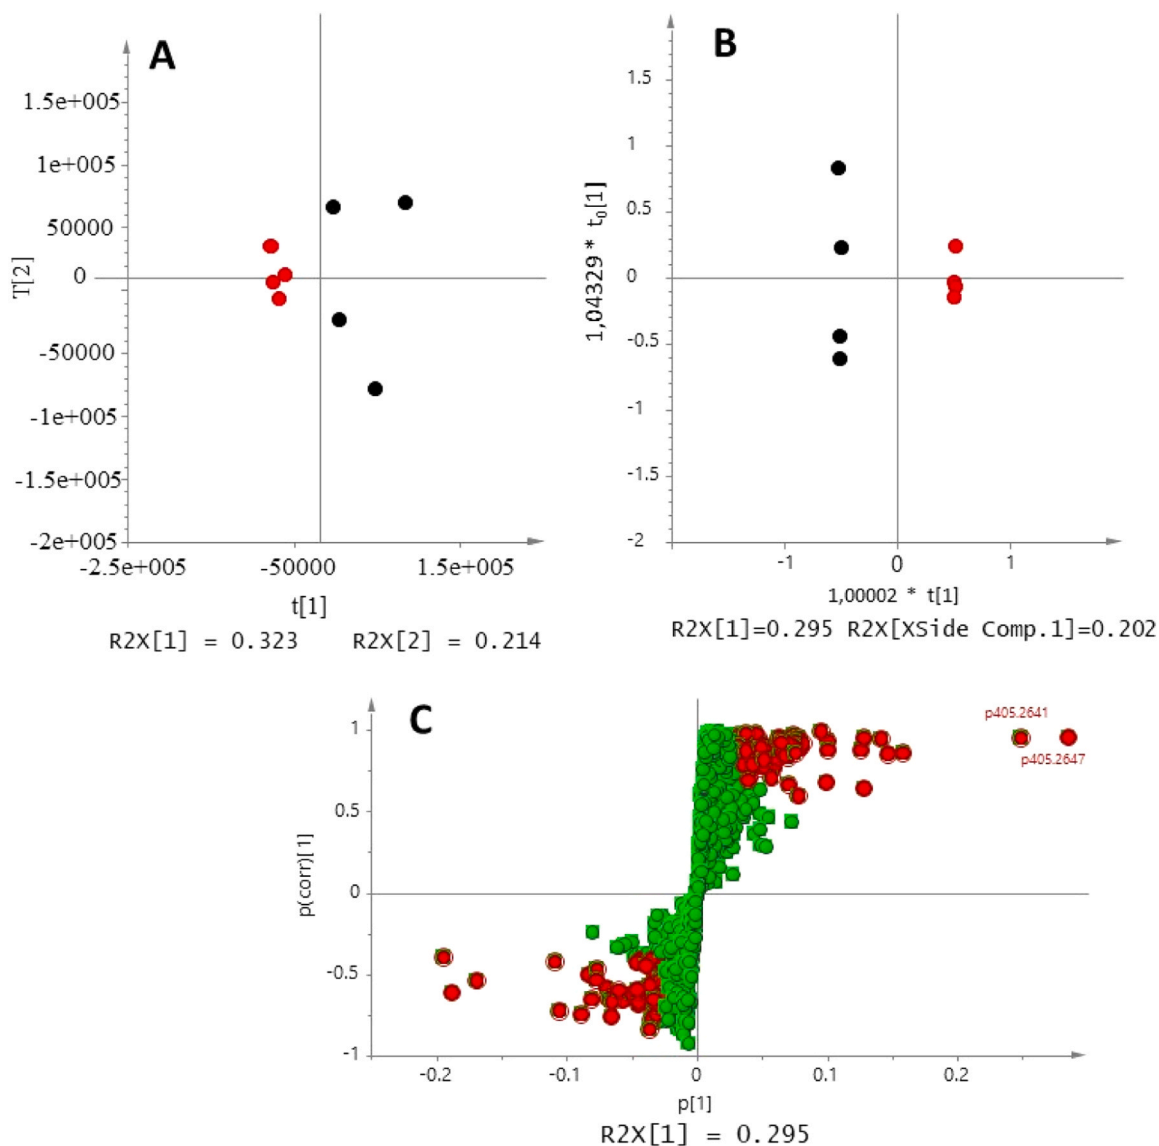 A
1.5e+005
1e+005
50000
0
-50000
-1e+005
-1.5e+005
-2e+005
T[2]
-2.5e+005 -50000 1.5e+005
t[1]
R2X[1] = 0.323 R2X[2] = 0.214
B
1.5
1
0.5
0
-0.5
-1
-1.5
-2
1,04329 * t₀[1]
-1 0 1
1,00002 * t[1]
R2X[1]=0.295 R2X[XSide Comp.1]=0.202
C
p405.2641
p405.2647
1
0.5
0
-0.5
-1
p(corr)[1]
-0.2 -0.1 0 0.1 0.2
p[1]
R2X[1] = 0.295